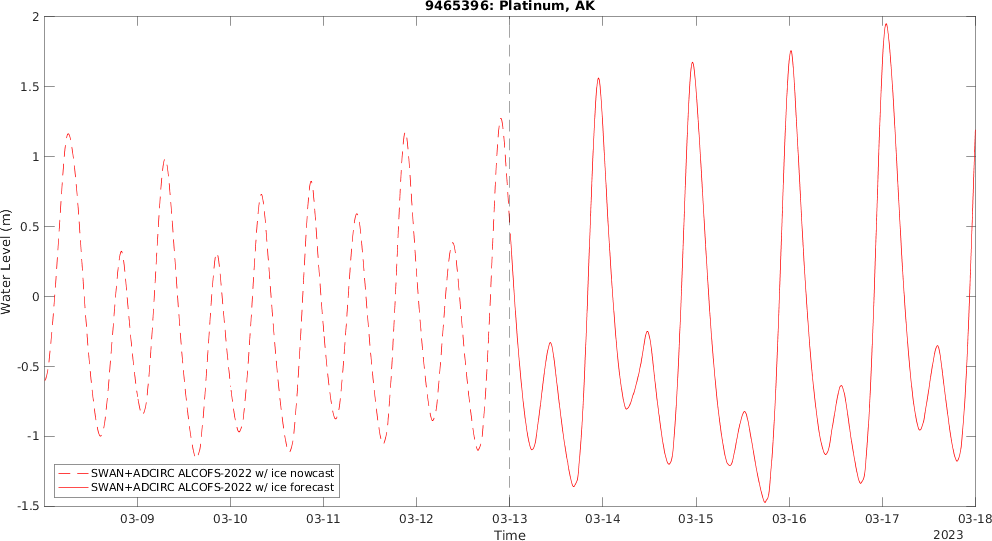 9465396: Platinum, AK
2
1.5
1
0.5
0
-0.5
-1
-1.5
Water Level (m)
SWAN+ADCIRC ALCOFS-2022 w/ ice nowcast
SWAN+ADCIRC ALCOFS-2022 w/ ice forecast
03-09 03-10 03-11 03-12 03-13 03-14 03-15 03-16 03-17 03-18
Time
2023